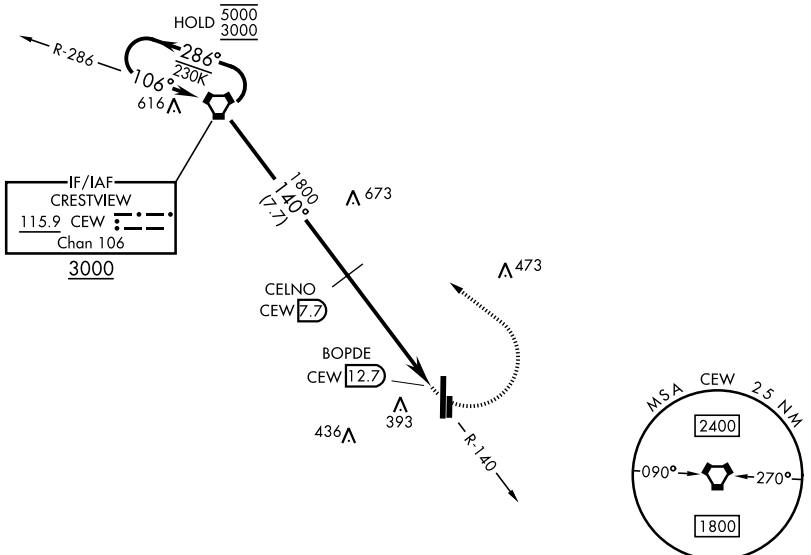 HOLD 5000
3000
R-286
286°
230K
106°
616
IF/IAF
CRESTVIEW
115.9 CEW
Chan 106
3000
1800
140°
(7.7)
673
473
CELNO
CEW 7.7
BOPDE
CEW 12.7
393
436
R-140
MSA CEW 25 NM
2400
090°
270°
1800